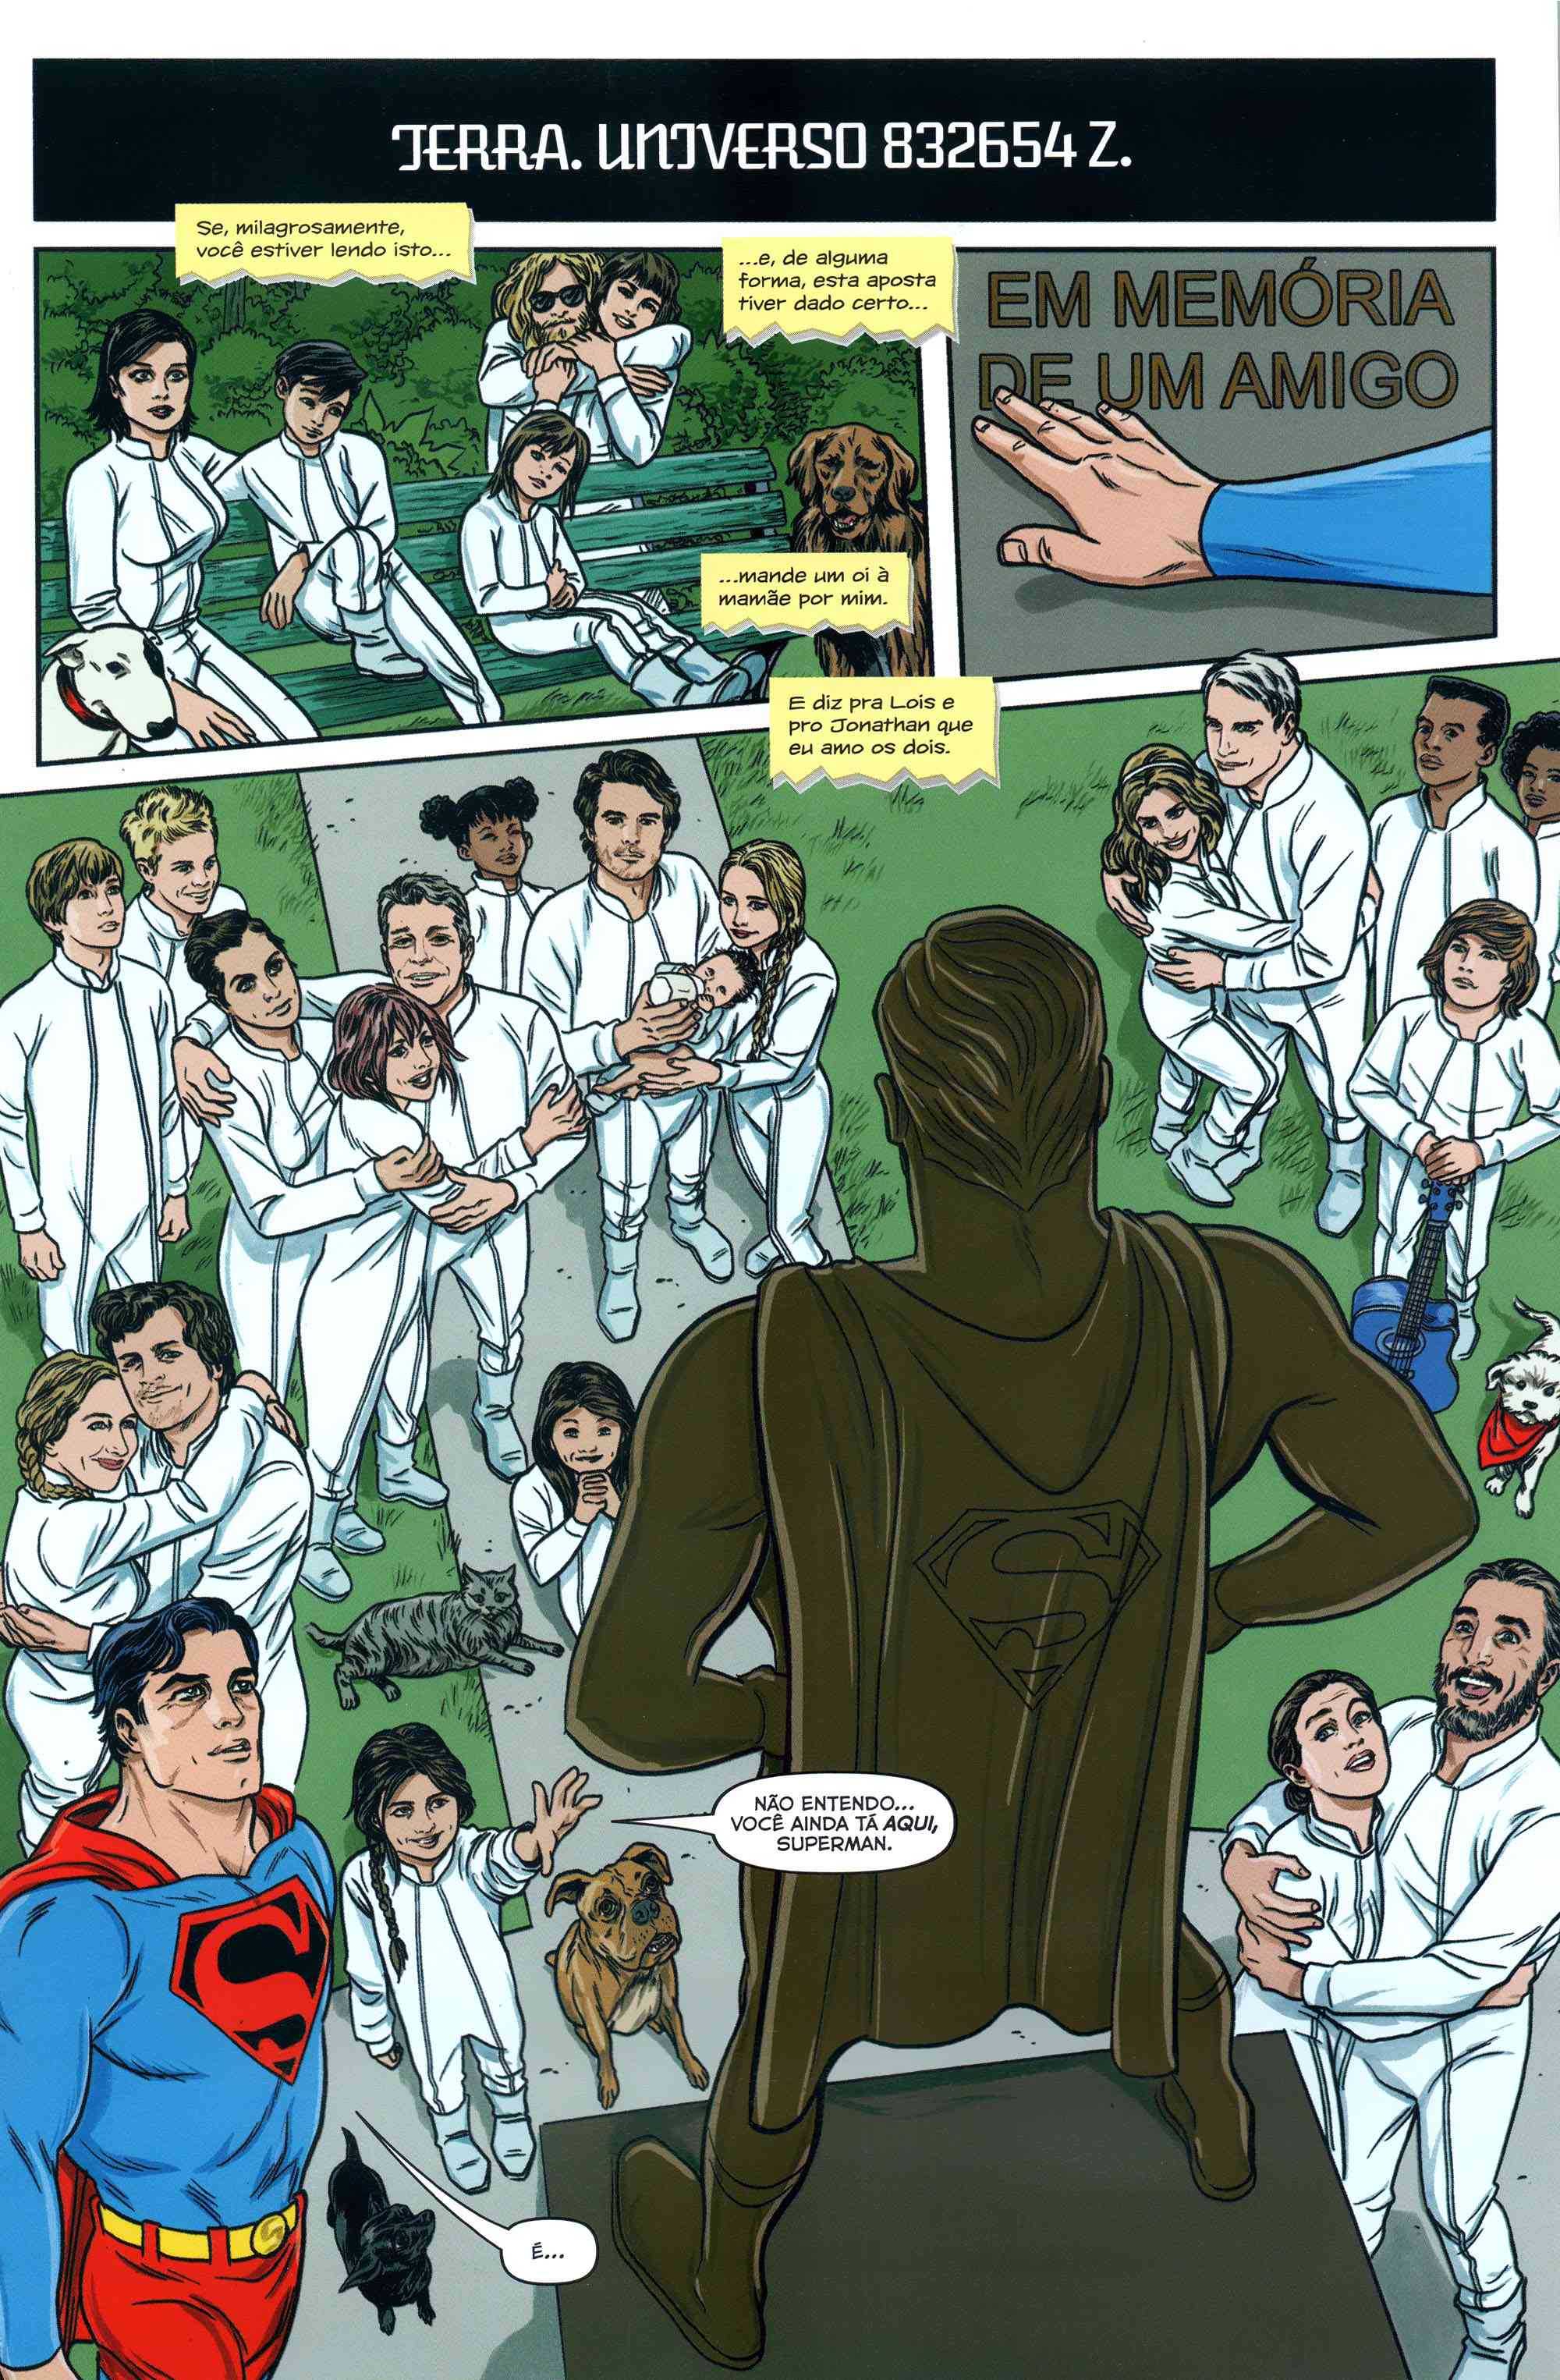 TERRA. UNIVERSO 832654 Z.
Se, milagrosamente,
você estiver lendo isto...
...e, de alguma
forma, esta aposta
tiver dado certo...
EM MEMÓRIA
DE UM AMIGO
...mande um oi à
mamãe por mim.
E diz pra Lois e
pro Jonathan que
eu amo os dois.
S
NÃO ENTENDO...
VOCÊ AINDA TÁ AQUI,
SUPERMAN.
S
É...